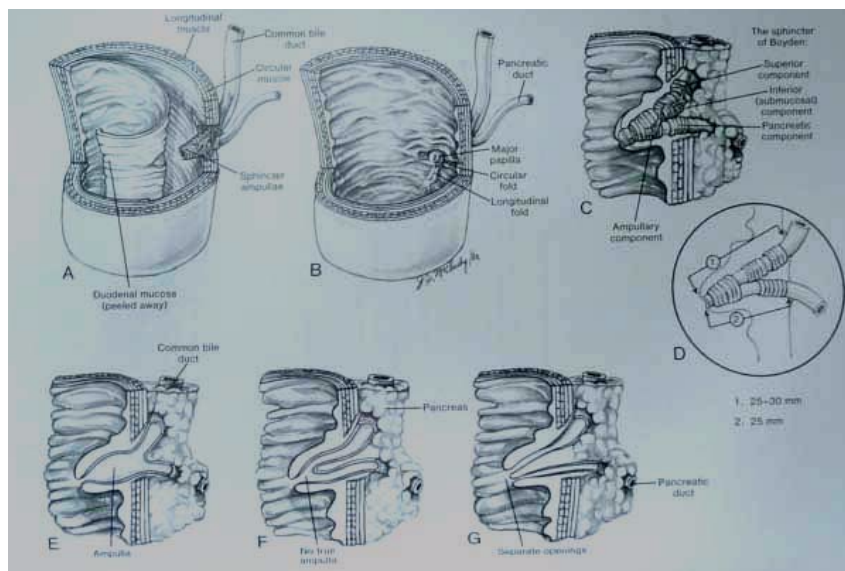 Longitudinal
muscle
Common bile
duct
Circular
muscle
Sphincter
ampullae
A
Duodenal mucosa
(peeled away)
Pancreatic
duct
Major
papilla
Circular
fold
Longitudinal
fold
B
The sphincter
of Boyden:
Superior
component
Inferior
(submucosal)
component
Pancreatic
component
C
Ampullary
component
1
2
D
1. 25-30 mm
2. 25 mm
Common bile
duct
E
Ampulla
Pancreas
F
No true
ampulla
G
Separate openings
Pancreatic
duct